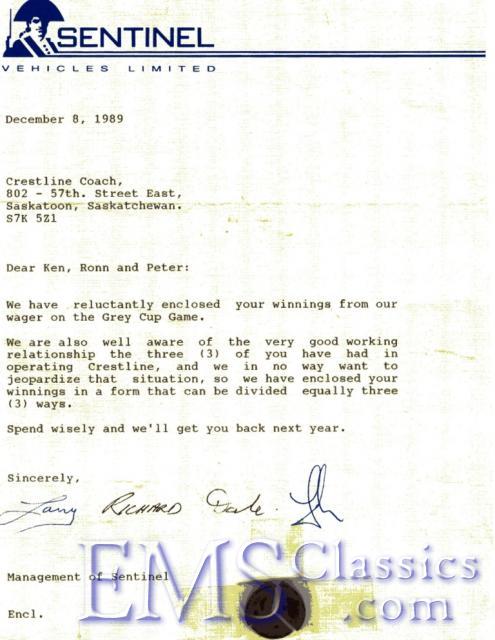 SENTINEL
VEHICLES LIMITED
December 8, 1989
Crestline Coach,
802 - 57th. Street East,
Saskatoon, Saskatchewan.
S7K 5Z1
Dear Ken, Ronn and Peter:
We have reluctantly enclosed your winnings from our
wager on the Grey Cup Game.
We are also well aware of the very good working
relationship the three (3) of you have had in
operating Crestline, and we in no way want to
jeopardize that situation, so we have enclosed your
winnings in a form that can be divided equally three
(3) ways.
Spend wisely and we'll get you back next year.
Sincerely,
Larry RICHARD Dale
Management of Sentinel
Encl.
EMSClassics
.com